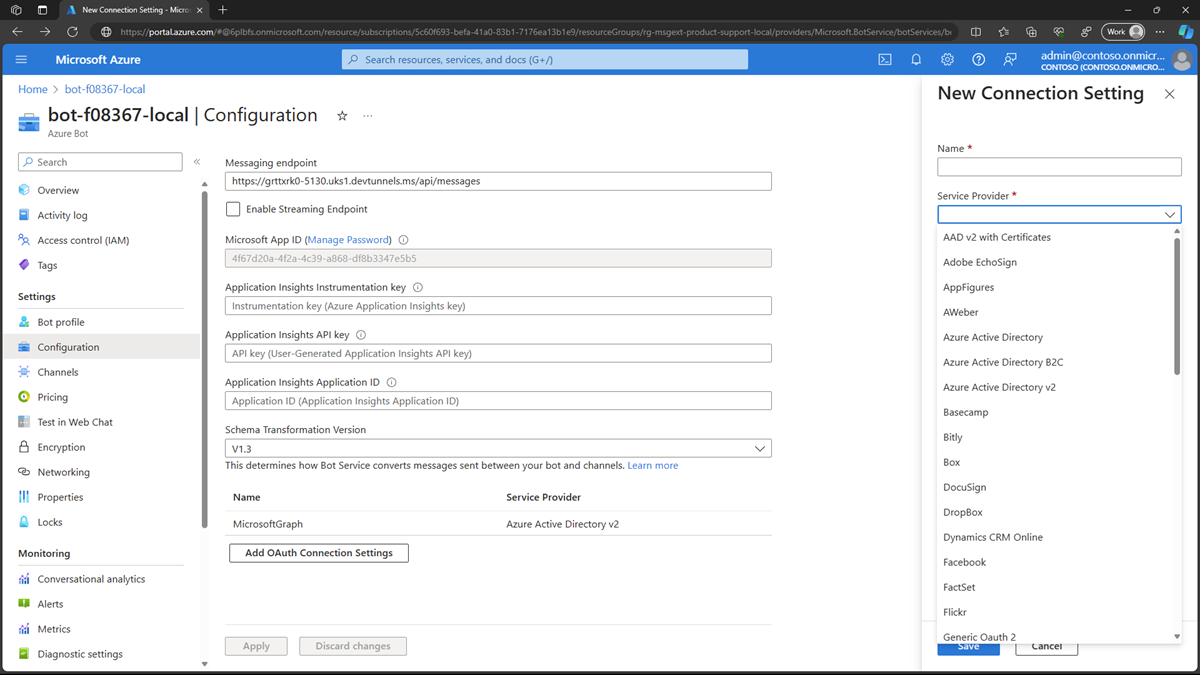 New Connection Setting - Micros
https://portal.azure.com/#@6plbfs.onmicrosoft.com/resource/subscriptions/5c60f693-befa-41a0-83b1-7176ea13b1e9/resourceGroups/rg-msgext-product-support-local/providers/Microsoft.BotService/botServices/b
Work
Microsoft Azure
Search resources, services, and docs (G+/)
admin@contoso.onmicr...
CONTOSO (CONTOSO.ONMICRO...
Home > bot-f08367-local
bot-f08367-local | Configuration
Azure Bot
Search
Overview
Activity log
Access control (IAM)
Tags
Settings
Bot profile
Configuration
Channels
Pricing
Test in Web Chat
Encryption
Networking
Properties
Locks
Monitoring
Conversational analytics
Alerts
Metrics
Diagnostic settings
Messaging endpoint
https://grttxrk0-5130.uks1.devtunnels.ms/api/messages
Enable Streaming Endpoint
Microsoft App ID (Manage Password)
4f67d20a-4f2a-4c39-a868-df8b3347e5b5
Application Insights Instrumentation key
Instrumentation key (Azure Application Insights key)
Application Insights API key
API key (User-Generated Application Insights API key)
Application Insights Application ID
Application ID (Application Insights Application ID)
Schema Transformation Version
V1.3
This determines how Bot Service converts messages sent between your bot and channels. Learn more
Name Service Provider
MicrosoftGraph Azure Active Directory v2
Add OAuth Connection Settings
Apply Discard changes
New Connection Setting
Name *
Service Provider *
AAD v2 with Certificates
Adobe EchoSign
AppFigures
AWeber
Azure Active Directory
Azure Active Directory B2C
Azure Active Directory v2
Basecamp
Bitly
Box
DocuSign
DropBox
Dynamics CRM Online
Facebook
FactSet
Flickr
Generic Oauth 2
Save Cancel